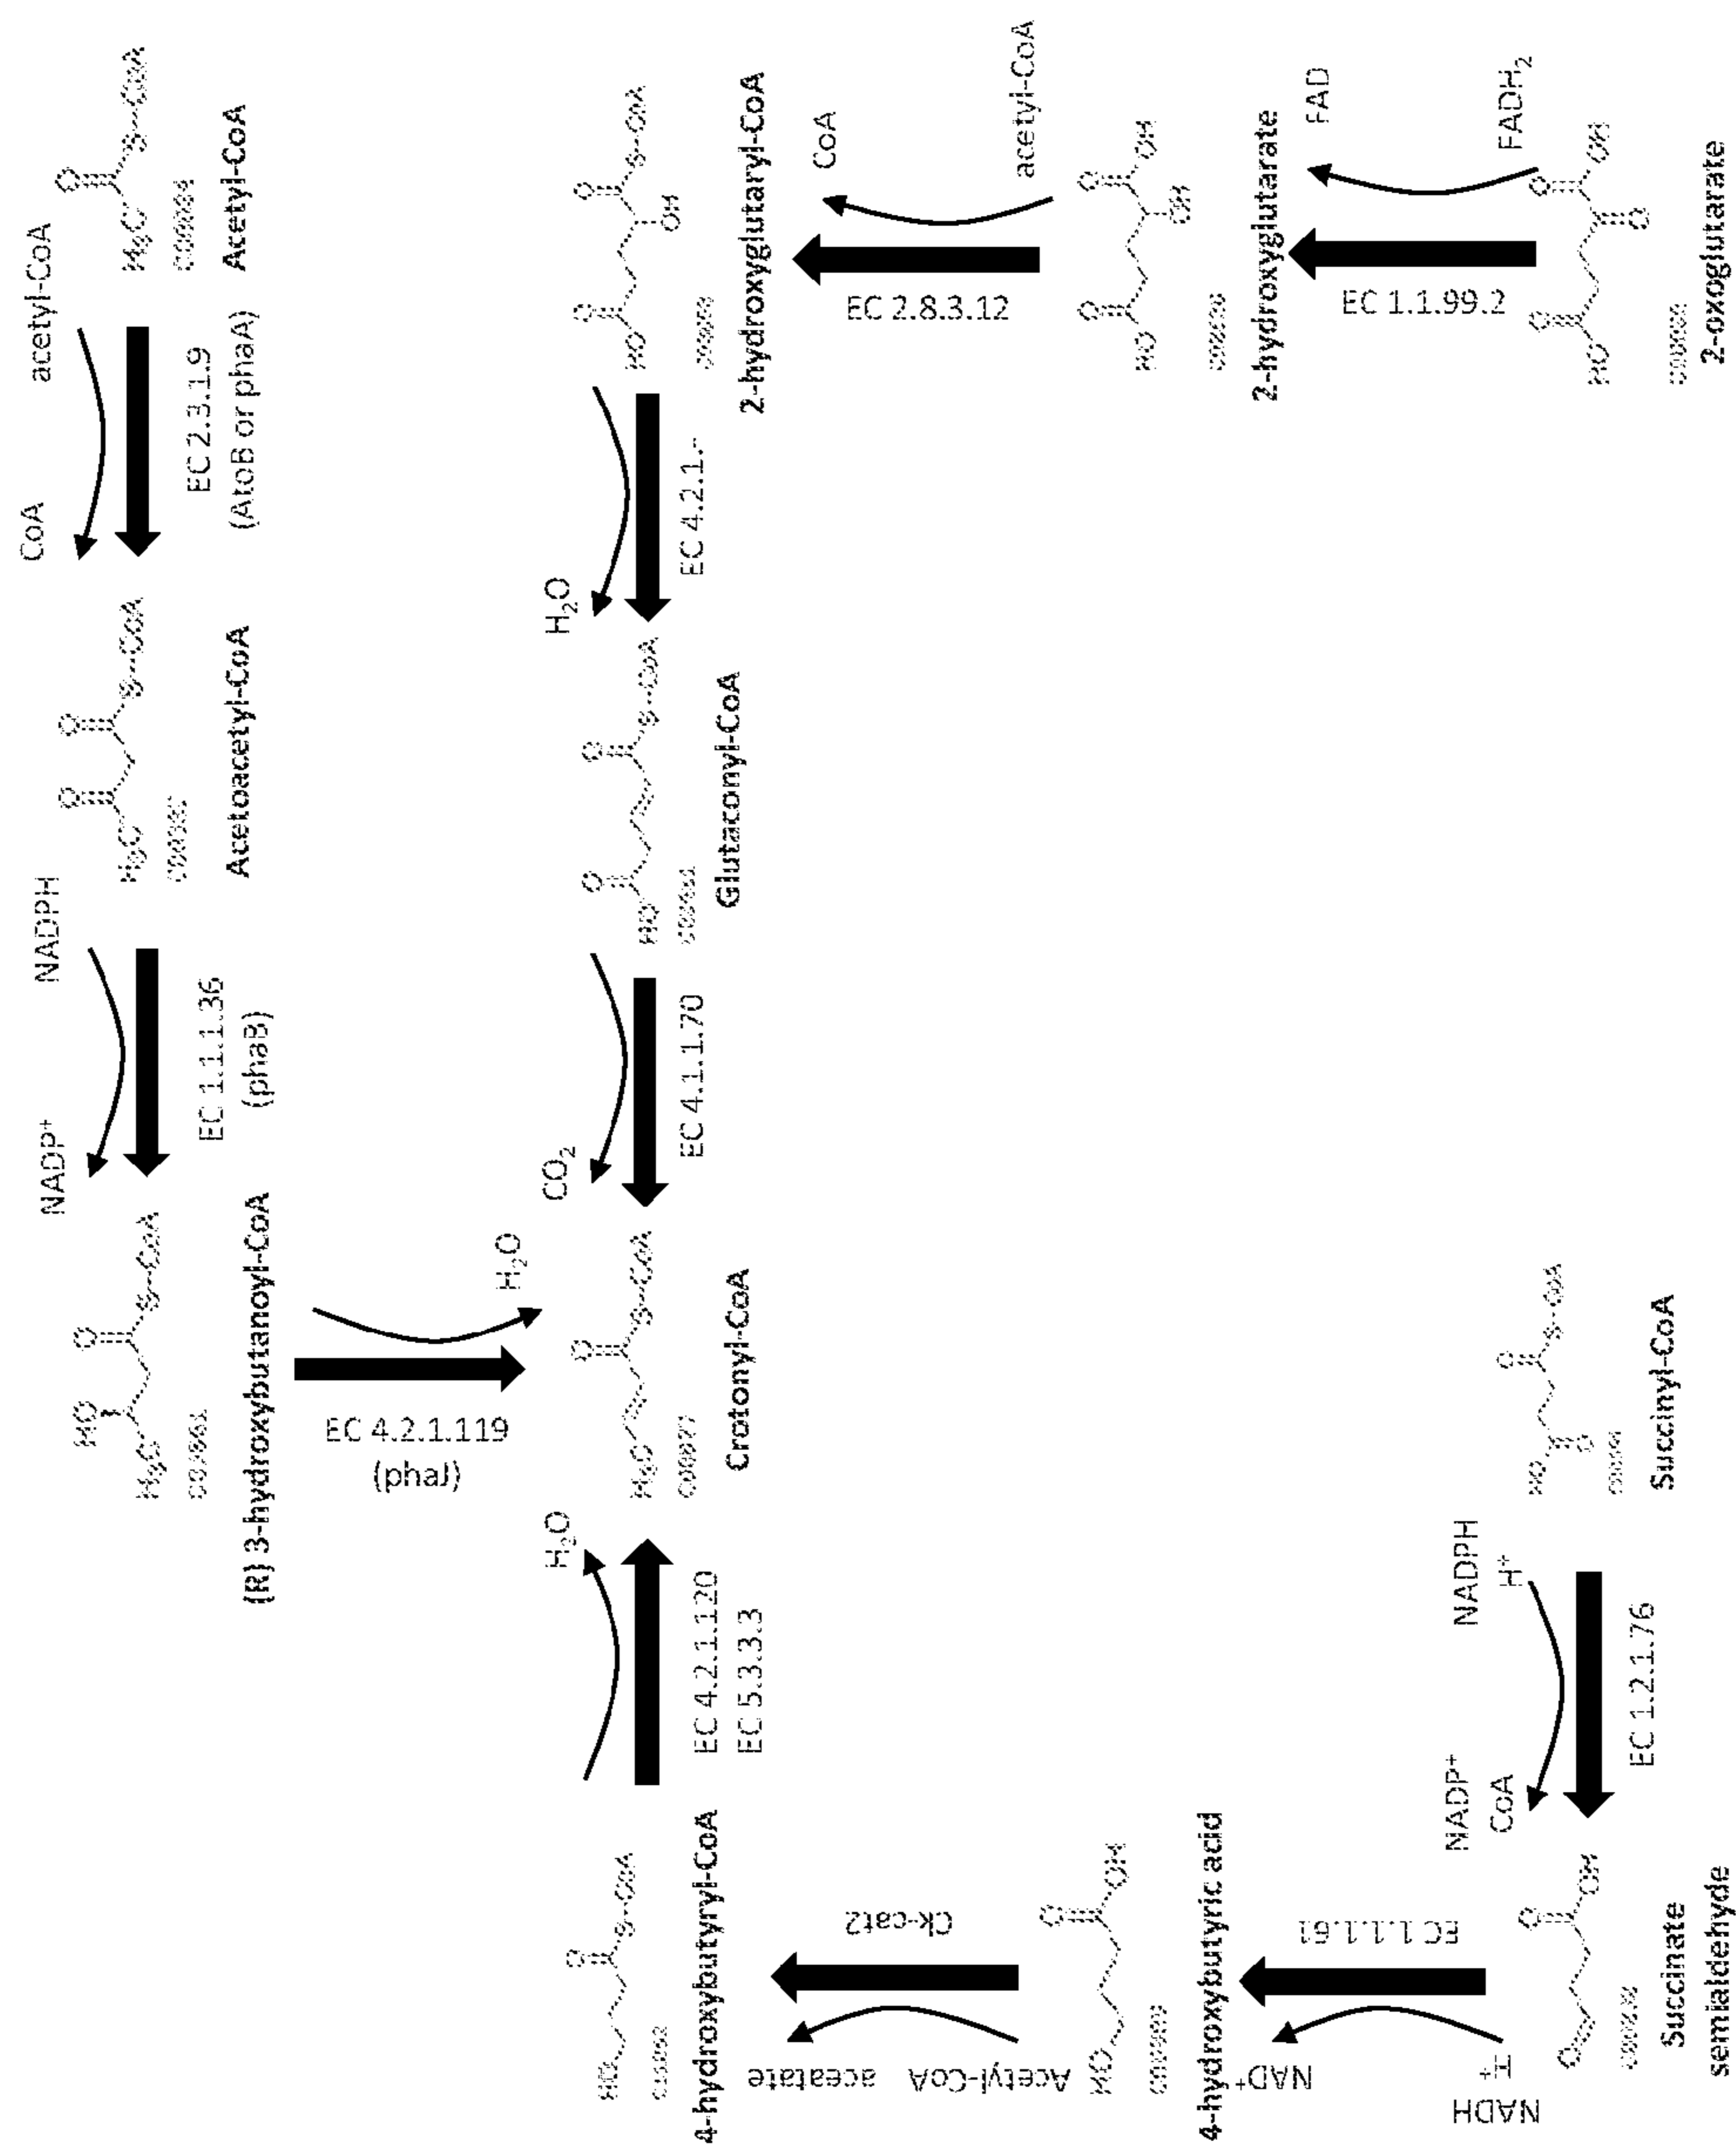 acetyl-CoA
CoA
NADPH
NADP+
Acetyl-CoA
EC 2.3.1.9
(AtoB or phaA)
Acetoacetyl-CoA
EC 1.1.1.36
(phaB)
(R) 3-hydroxybutanoyl-CoA
H2O
EC 4.2.1.119
(phaJ)
2-hydroxyglutaryl-CoA
H2O
EC 4.2.1.-
Glutaconyl-CoA
CO2
EC 4.1.1.70
Crotonyl-CoA
H2O
EC 4.2.1.120
EC 5.3.3.3
4-hydroxybutyryl-CoA
CoA
acetyl-CoA
EC 2.8.3.12
2-hydroxyglutarate
FAD
FADH2
EC 1.1.99.2
2-oxoglutarate
Ck-cat2
aceatate
Acetyl-CoA
4-hydroxybutyric acid
EC 1.1.1.61
NAD+
H+
NADH
Succinate
semialdehyde
NADPH
H+
NADP+
CoA
EC 1.2.1.76
Succinyl-CoA